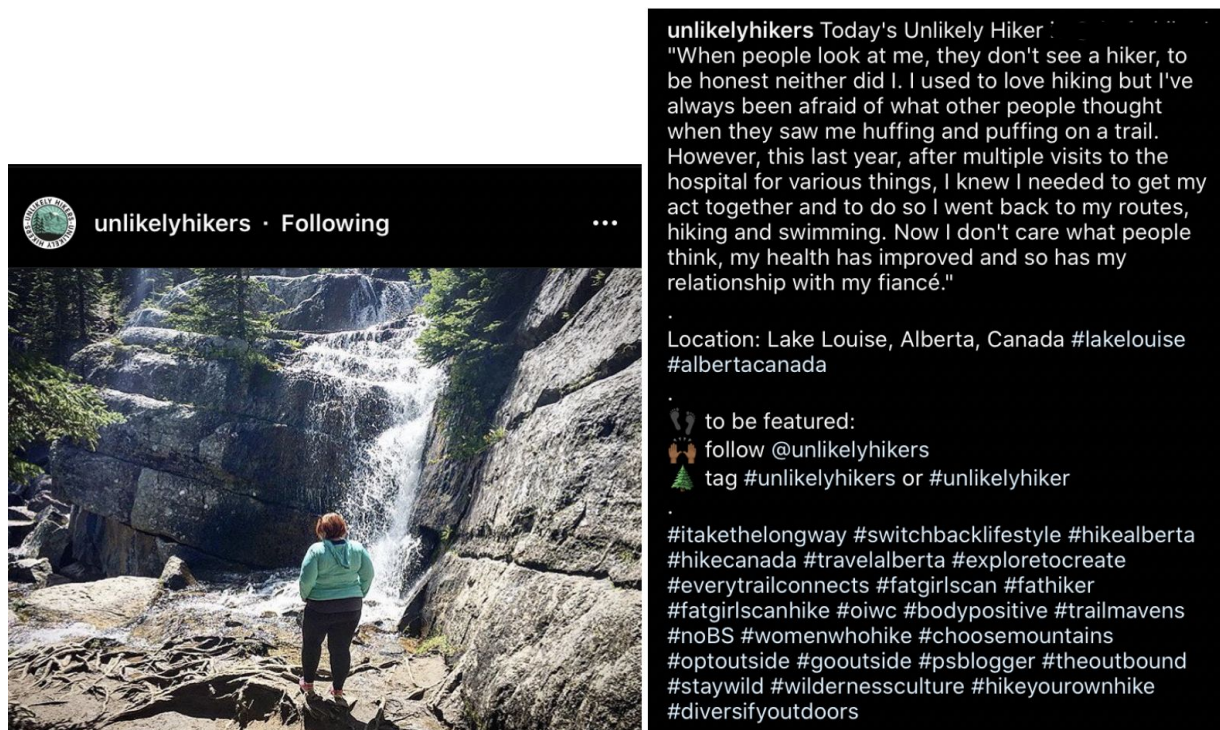 UNLIKELY HIKERS · UNLIKELY HIKERS
unlikelyhikers · Following
unlikelyhikers Today's Unlikely Hiker
"When people look at me, they don't see a hiker, to
be honest neither did I. I used to love hiking but I've
always been afraid of what other people thought
when they saw me huffing and puffing on a trail.
However, this last year, after multiple visits to the
hospital for various things, I knew I needed to get my
act together and to do so I went back to my routes,
hiking and swimming. Now I don't care what people
think, my health has improved and so has my
relationship with my fiancé."
.
Location: Lake Louise, Alberta, Canada #lakelouise
#albertacanada
.
👣 to be featured:
🙌🏾 follow @unlikelyhikers
🌲 tag #unlikelyhikers or #unlikelyhiker
.
#itakethelongway #switchbacklifestyle #hikealberta
#hikecanada #travelalberta #exploretocreate
#everytrailconnects #fatgirlscan #fathiker
#fatgirlscanhike #oiwc #bodypositive #trailmavens
#noBS #womenwhohike #choosemountains
#optoutside #gooutside #psblogger #theoutbound
#staywild #wildernessculture #hikeyourownhike
#diversifyoutdoors